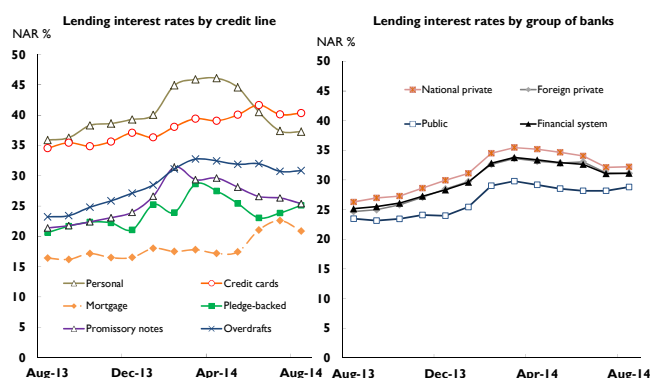 Lending interest rates by credit line
NAR %
50
45
40
35
30
25
20
15
10
5
0
Personal
Credit cards
Mortgage
Pledge-backed
Promissory notes
Overdrafts
Aug-13
Dec-13
Apr-14
Aug-14
Lending interest rates by group of banks
NAR %
50
45
40
35
30
25
20
15
10
5
0
National private
Foreign private
Public
Financial system
Aug-13
Dec-13
Apr-14
Aug-14